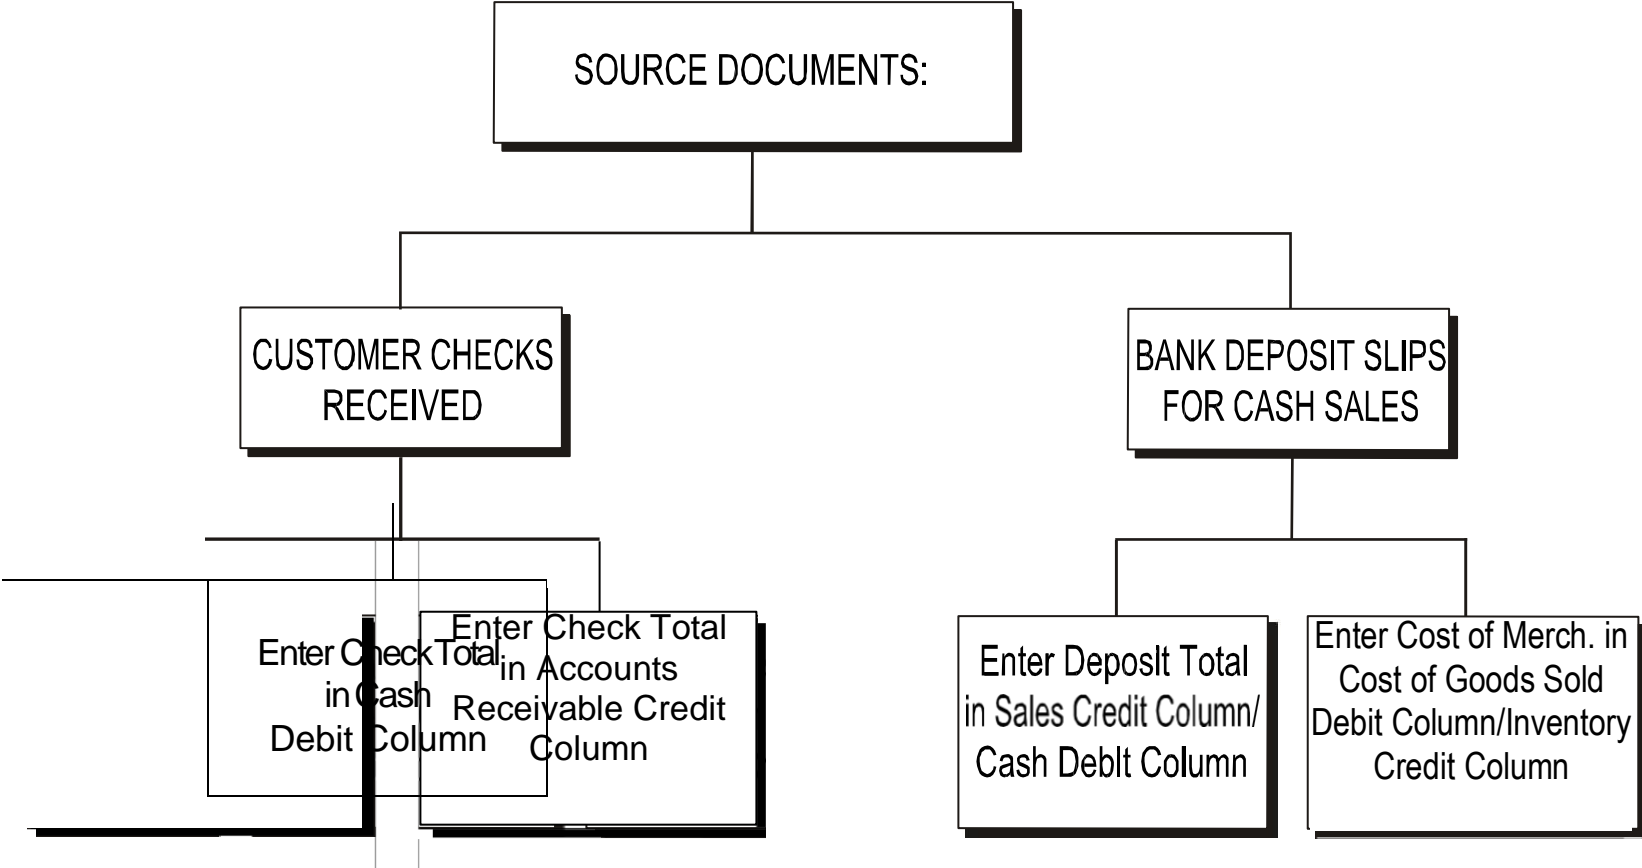 SOURCE DOCUMENTS:
CUSTOMER CHECKS
RECEIVED
BANK DEPOSIT SLIPS
FOR CASH SALES
Enter Check Total
in Cash
Debit Column
Enter Check Total
in Accounts
Receivable Credit
Column
Enter Deposit Total
in Sales Credit Column/
Cash Debit Column
Enter Cost of Merch. in
Cost of Goods Sold
Debit Column/Inventory
Credit Column